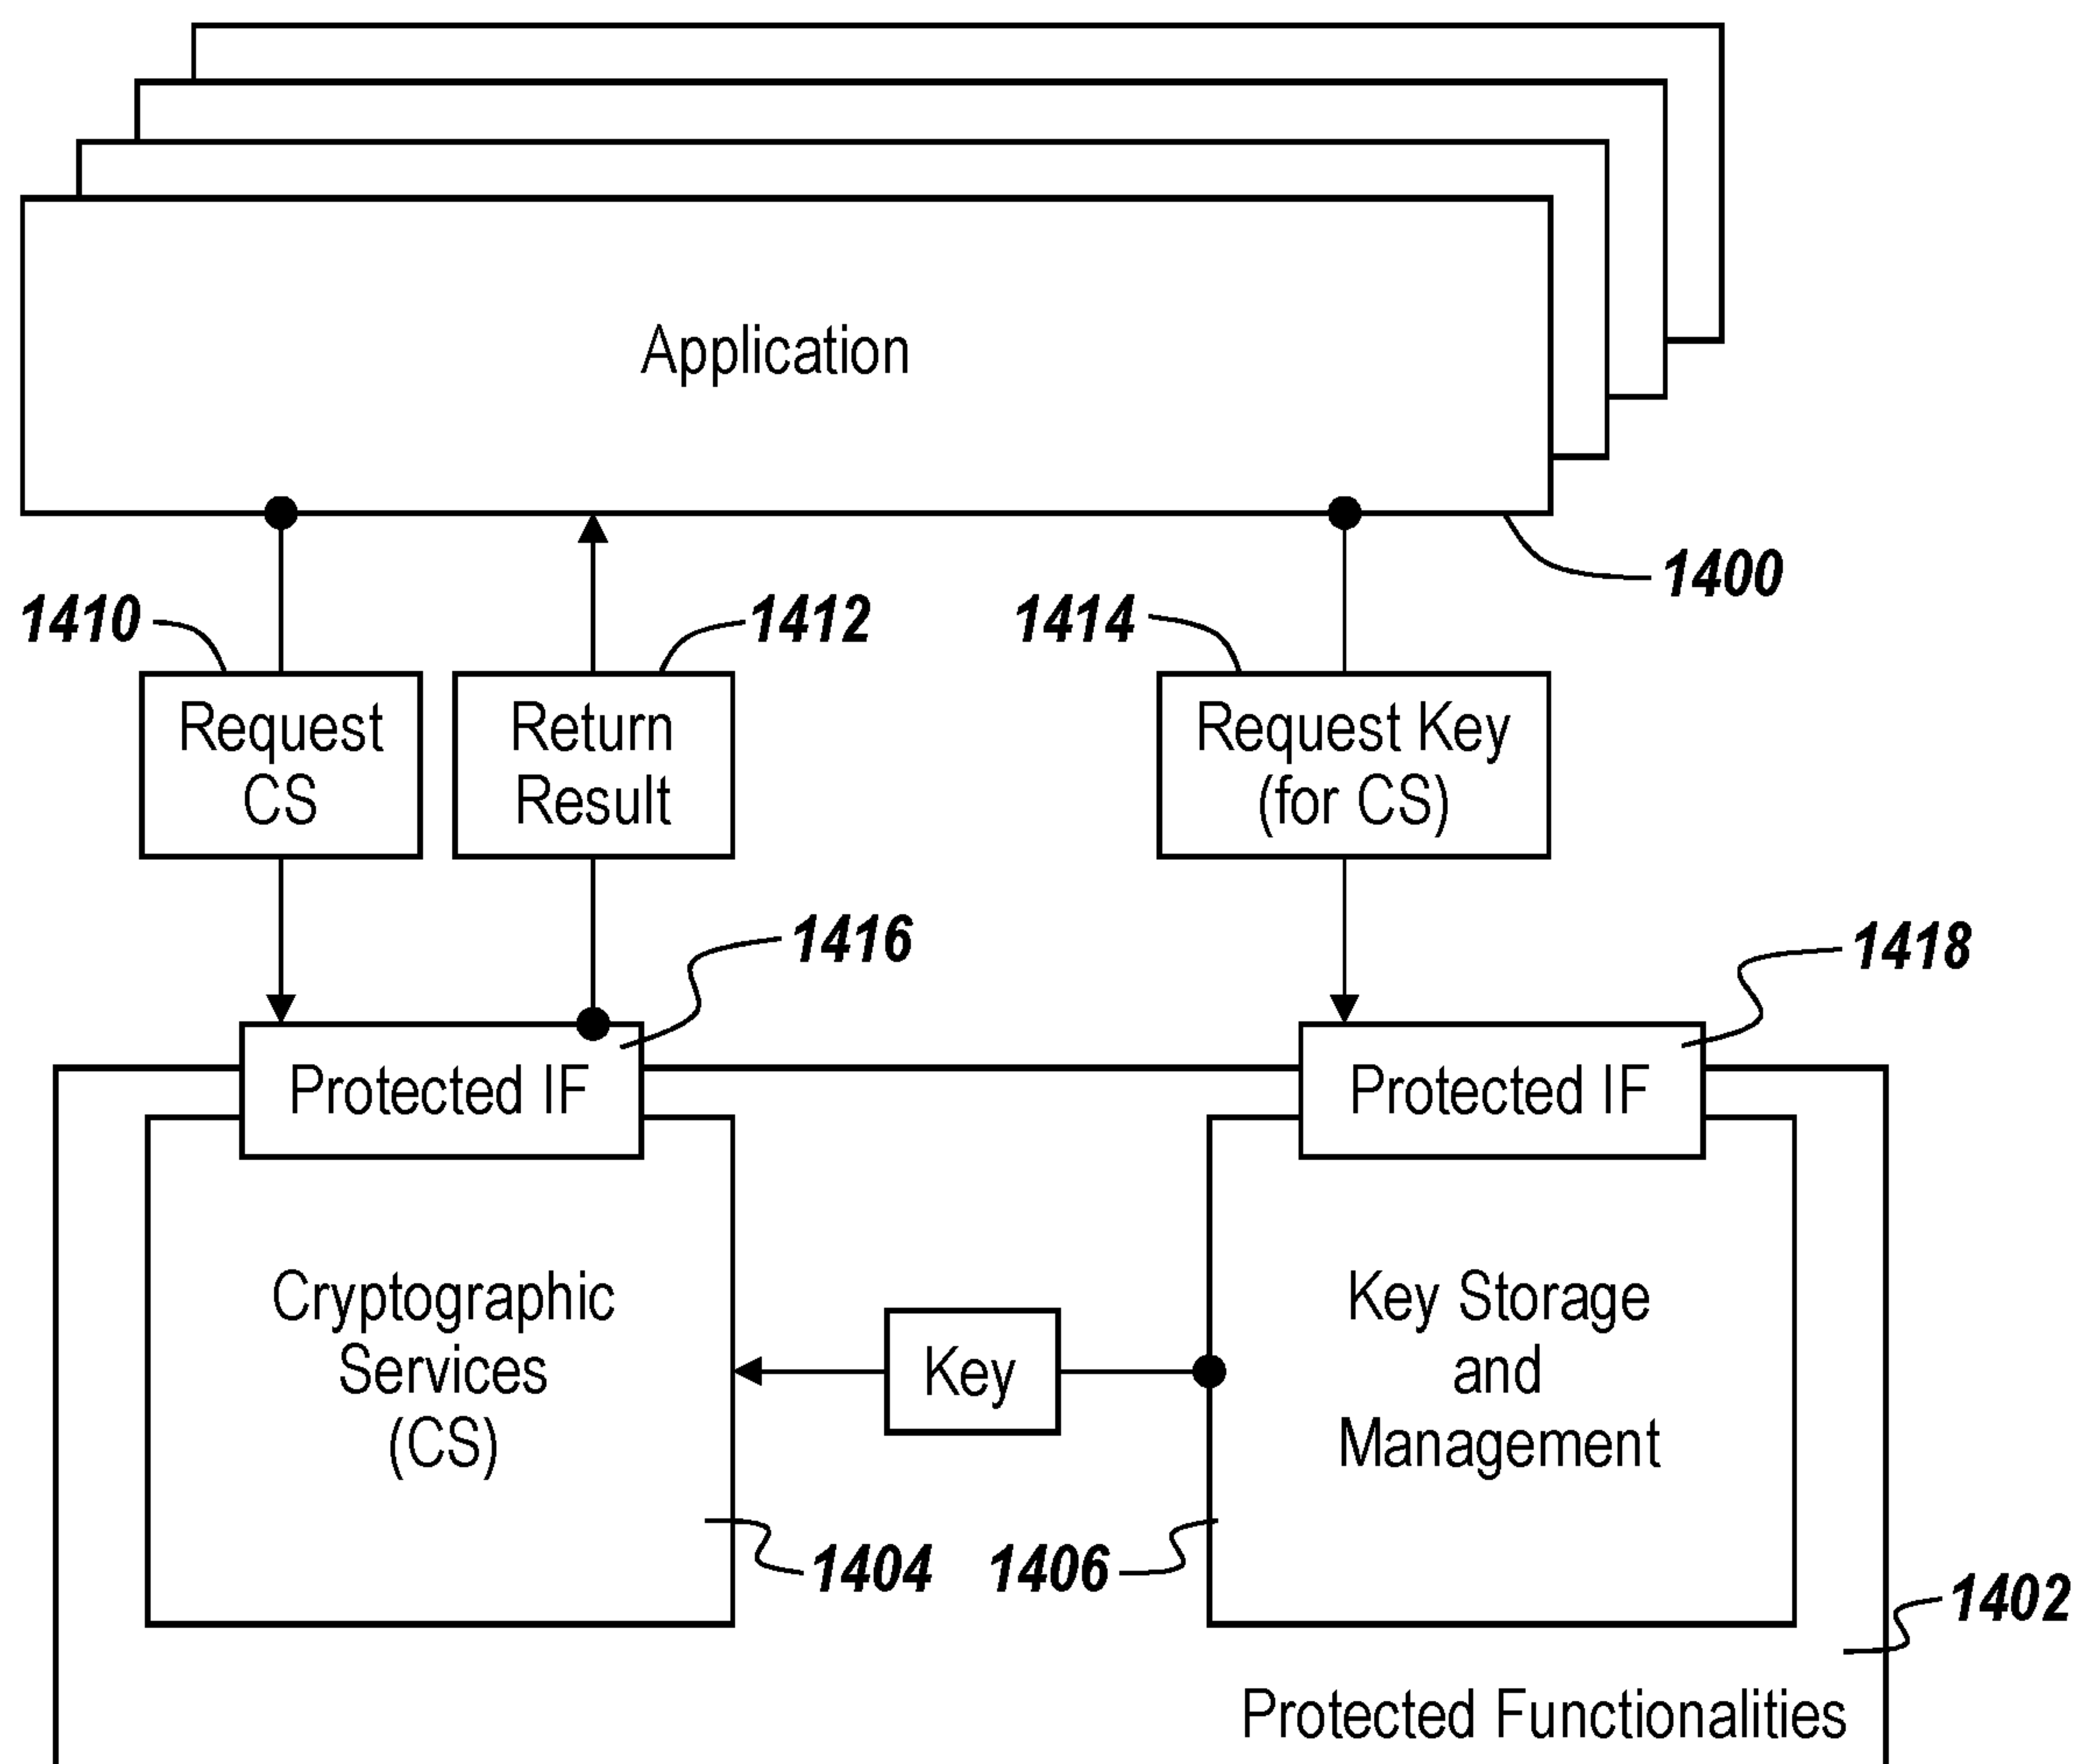 Application
1400
1410
1412
1414
Request
CS
Return
Result
Request Key
(for CS)
1416
1418
Protected IF
Protected IF
Cryptographic
Services
(CS)
Key
Key Storage
and
Management
1404
1406
1402
Protected Functionalities